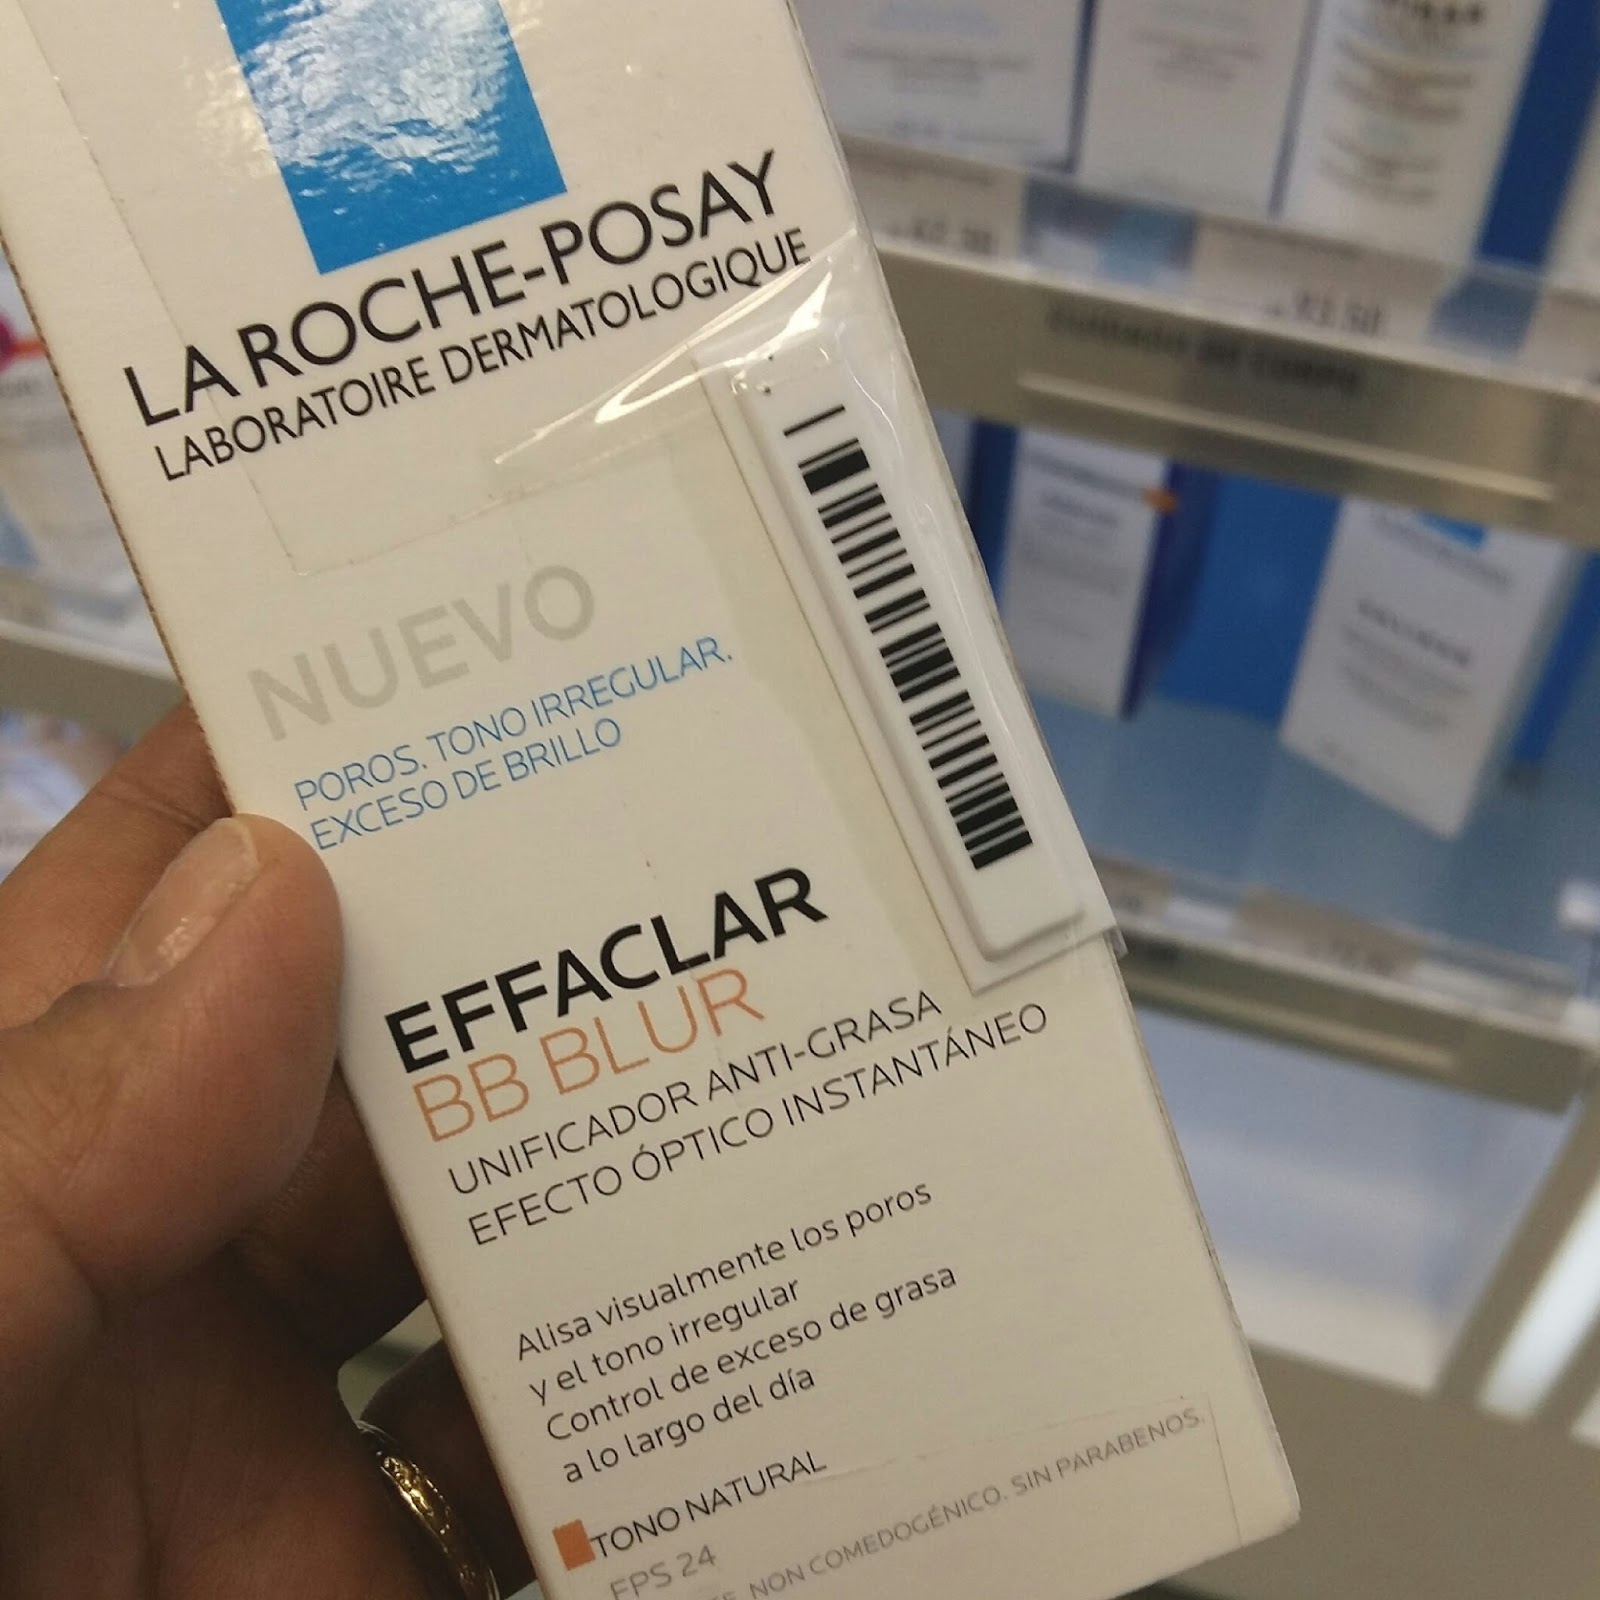 LA ROCHE-POSAY
LABORATOIRE DERMATOLOGIQUE
NUEVO
POROS. TONO IRREGULAR.
EXCESO DE BRILLO
EFFACLAR
BB BLUR
UNIFICADOR ANTI-GRASA
EFECTO ÓPTICO INSTANTÁNEO
Alisa visualmente los poros
y el tono irregular
Control de exceso de grasa
a lo largo del día
TONO NATURAL
FPS 24
NON COMEDOGÉNICO. SIN PARABENOS.